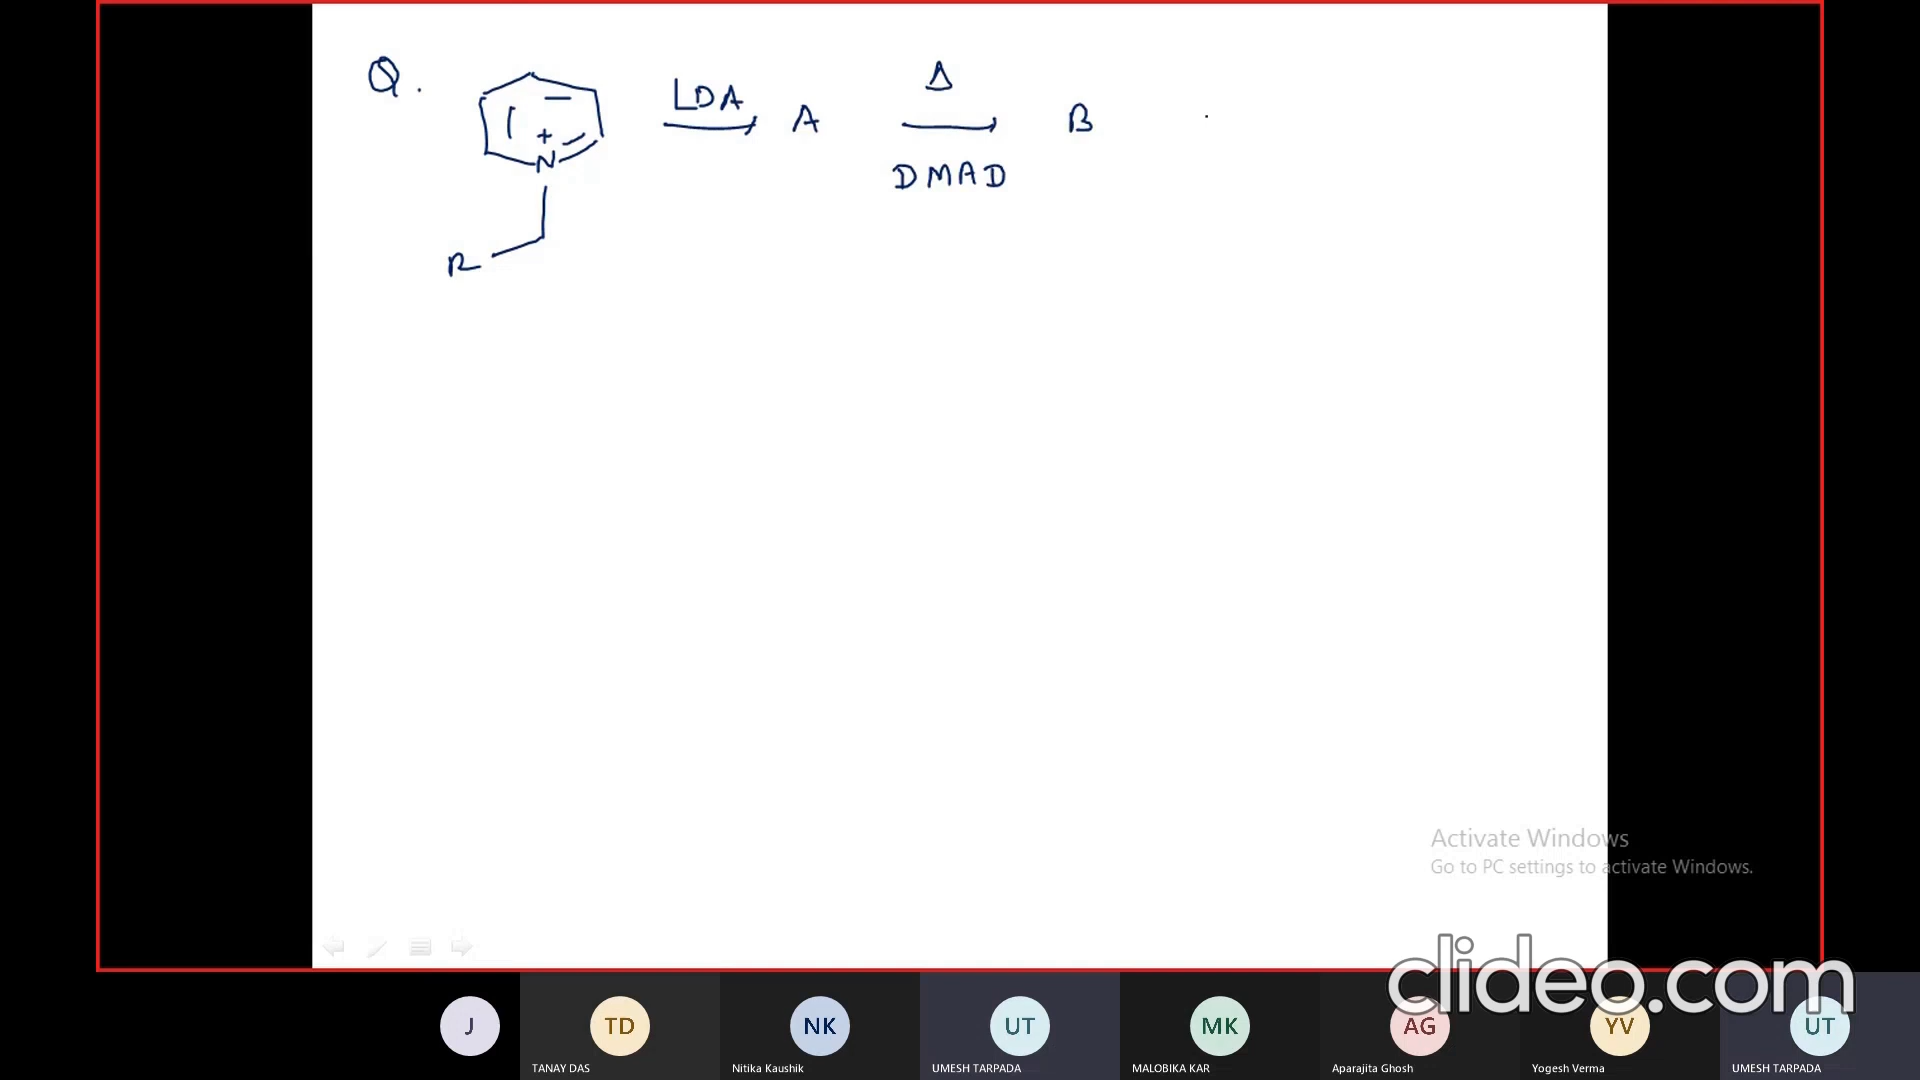 Q.
LDA A Δ B
+
N
DMAD
R
Activate Windows
Go to PC settings to activate Windows.
clideo.com
J TD NK UT MK AG YV UT
TANAY DAS Nitika Kaushik UMESH TARPADA MALOBIKA KAR Aparajita Ghosh Yogesh Verma UMESH TARPADA